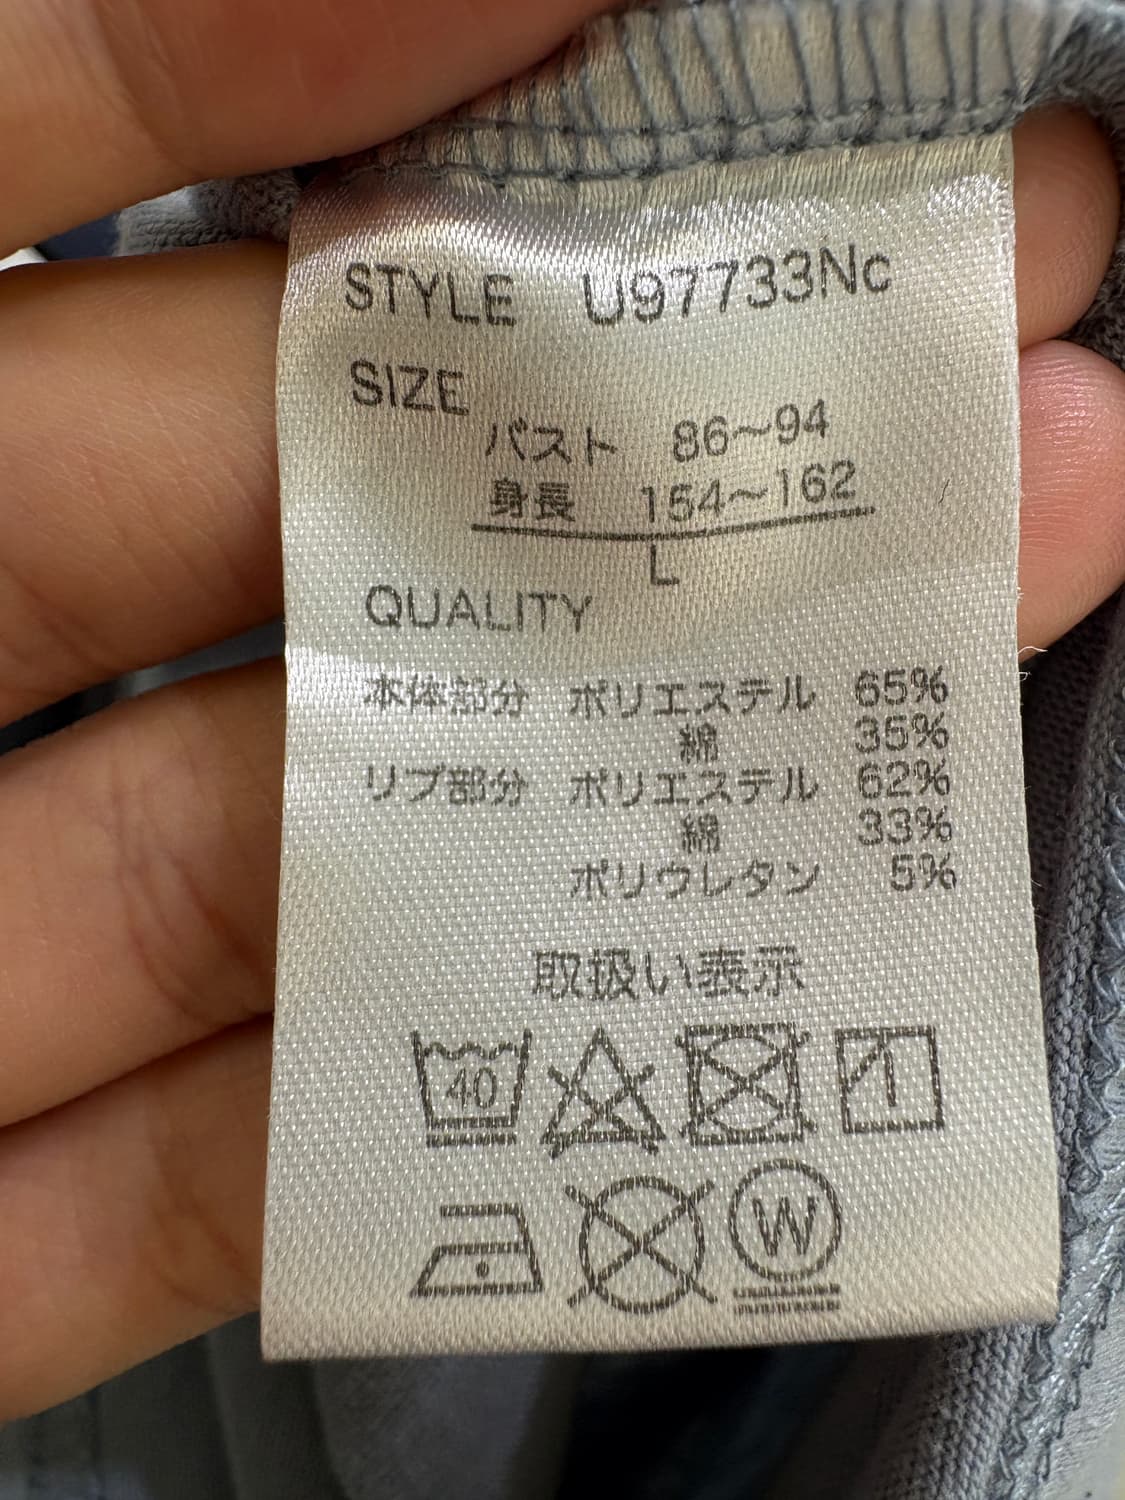 STYLE U97733Nc
SIZE
バスト 86〜94
身長 154〜162
L
QUALITY
本体部分 ポリエステル 65%
綿 35%
リブ部分 ポリエステル 62%
綿 33%
ポリウレタン 5%
取扱い表示
40
W